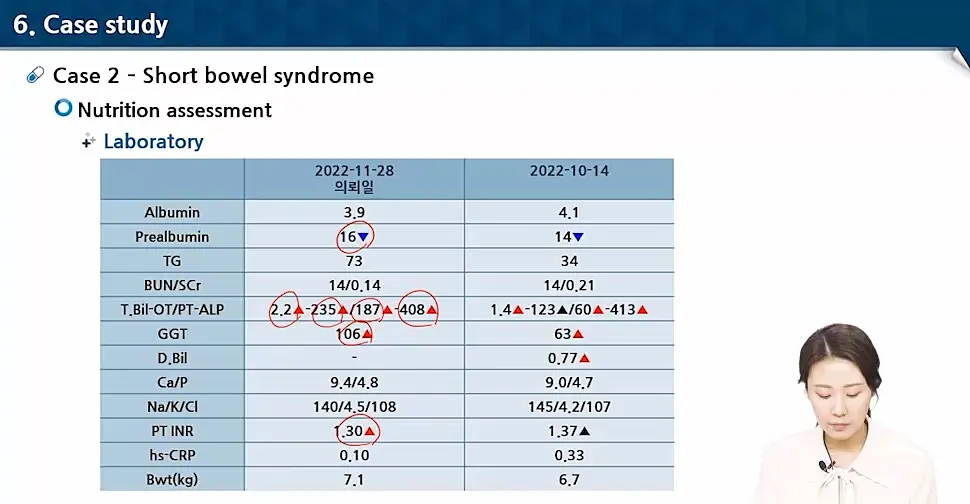 6. Case study
Case 2 - Short bowel syndrome
Nutrition assessment
Laboratory
2022-11-28 2022-10-14
의뢰일
Albumin 3.9 4.1
Prealbumin 16▼ 14▼
TG 73 34
BUN/SCr 14/0.14 14/0.21
T.Bil-OT/PT-ALP 2.2▲-235▲/187▲-408▲ 1.4▲-123▲/60▲-413▲
GGT 106▲ 63▲
D.Bil - 0.77▲
Ca/P 9.4/4.8 9.0/4.7
Na/K/Cl 140/4.5/108 145/4.2/107
PT INR 1.30▲ 1.37▲
hs-CRP 0.10 0.33
Bwt(kg) 7.1 6.7